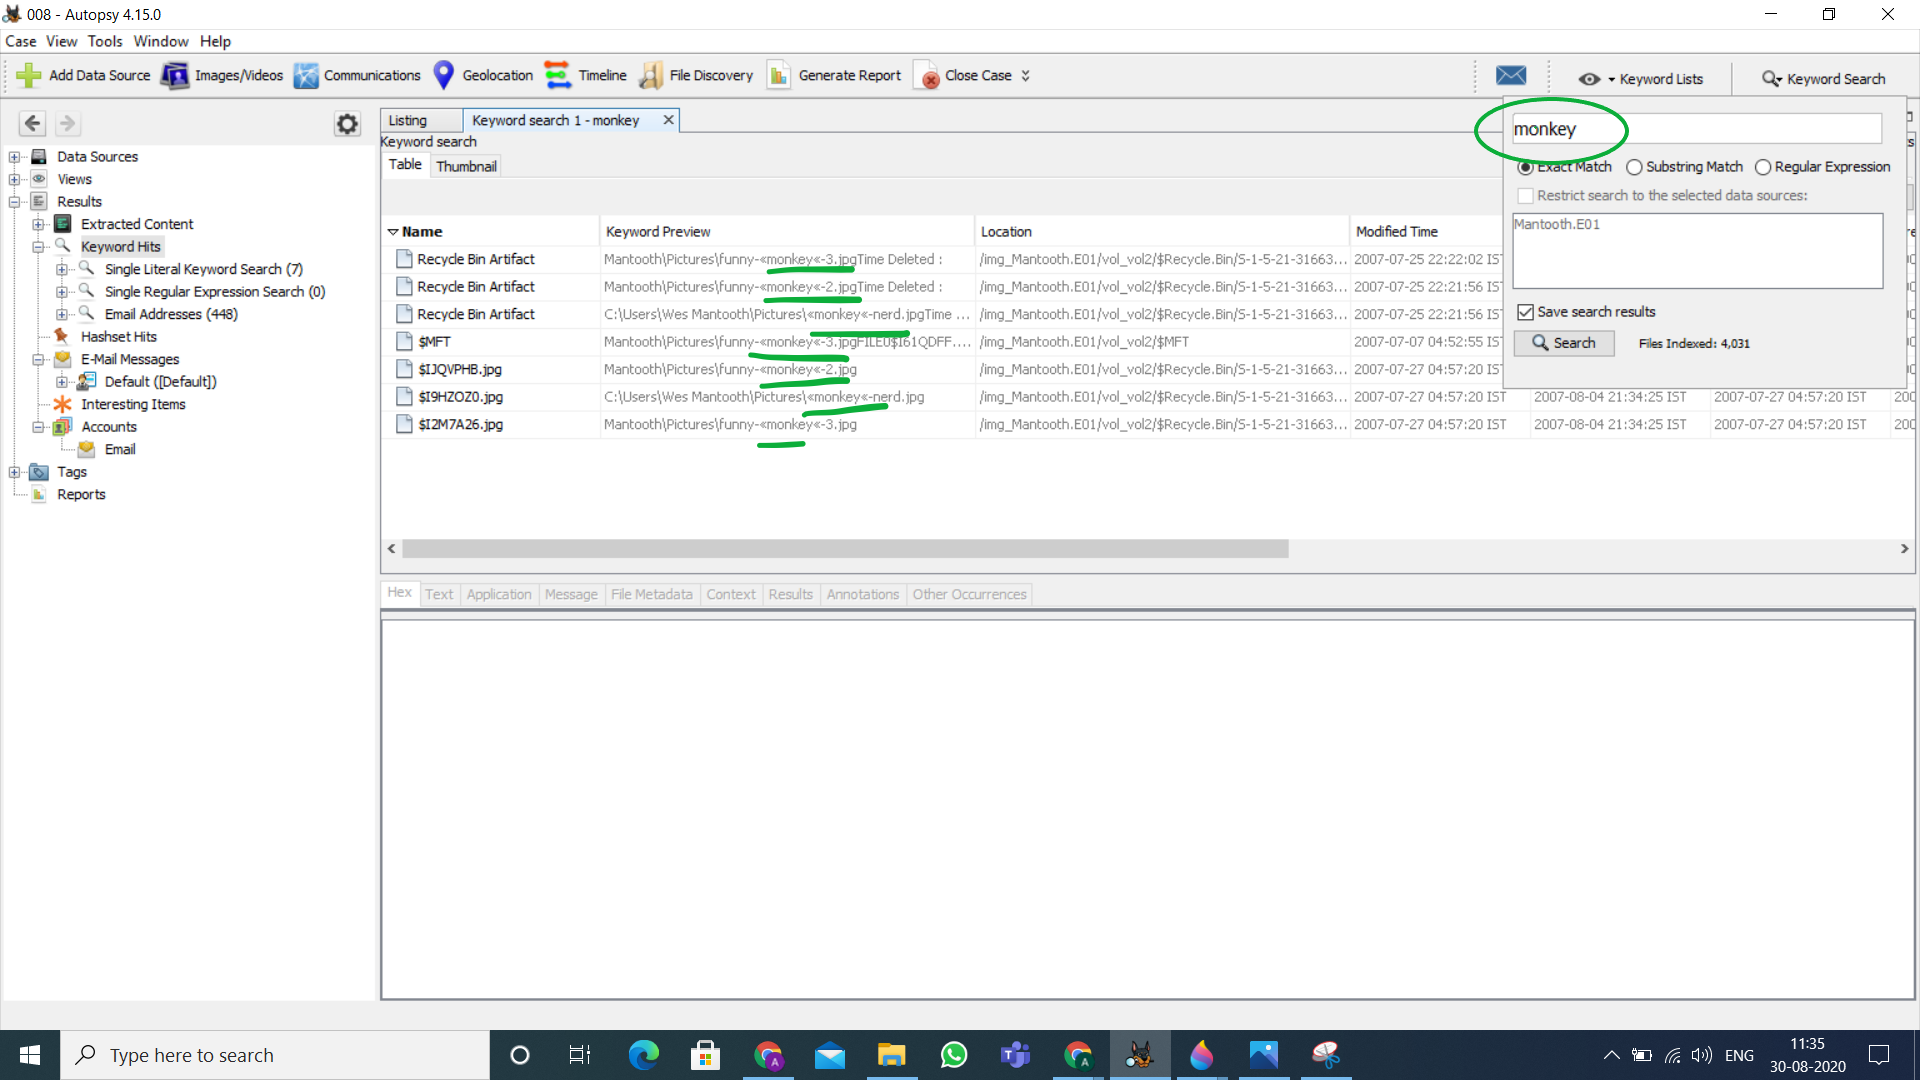 008 - Autopsy 4.15.0
Case View Tools Window Help
Add Data Source Images/Videos Communications Geolocation Timeline File Discovery Generate Report Close Case Keyword Lists Keyword Search
Listing Keyword search 1 - monkey
Keyword search
Table Thumbnail
Name Keyword Preview Location Modified Time
Recycle Bin Artifact Mantooth\Pictures\funny-«monkey«-3.jpgTime Deleted : /img_Mantooth.E01/vol_vol2/$Recycle.Bin/S-1-5-21-31663... 2007-07-25 22:22:02 IST
Recycle Bin Artifact Mantooth\Pictures\funny-«monkey«-2.jpgTime Deleted : /img_Mantooth.E01/vol_vol2/$Recycle.Bin/S-1-5-21-31663... 2007-07-25 22:21:56 IST
Recycle Bin Artifact C:\Users\Wes Mantooth\Pictures\«monkey«-nerd.jpgTime ... /img_Mantooth.E01/vol_vol2/$Recycle.Bin/S-1-5-21-31663... 2007-07-25 22:21:56 IST
$MFT Mantooth\Pictures\funny-«monkey«-3.jpgFILE0$I61QDFF.... /img_Mantooth.E01/vol_vol2/$MFT 2007-07-07 04:52:55 IST
$IJQVPHB.jpg Mantooth\Pictures\funny-«monkey«-2.jpg /img_Mantooth.E01/vol_vol2/$Recycle.Bin/S-1-5-21-31663... 2007-07-27 04:57:20 IST
$I9HZOZ0.jpg C:\Users\Wes Mantooth\Pictures\«monkey«-nerd.jpg /img_Mantooth.E01/vol_vol2/$Recycle.Bin/S-1-5-21-31663... 2007-07-27 04:57:20 IST 2007-08-04 21:34:25 IST 2007-07-27 04:57:20 IST 200
$I2M7A26.jpg Mantooth\Pictures\funny-«monkey«-3.jpg /img_Mantooth.E01/vol_vol2/$Recycle.Bin/S-1-5-21-31663... 2007-07-27 04:57:20 IST 2007-08-04 21:34:25 IST 2007-07-27 04:57:20 IST 200
monkey
Exact Match Substring Match Regular Expression
Restrict search to the selected data sources:
Mantooth.E01
Save search results
Search Files Indexed: 4,031
Data Sources
Views
Results
Extracted Content
Keyword Hits
Single Literal Keyword Search (7)
Single Regular Expression Search (0)
Email Addresses (448)
Hashset Hits
E-Mail Messages
Default ([Default])
Interesting Items
Accounts
Email
Tags
Reports
Hex Text Application Message File Metadata Context Results Annotations Other Occurrences
Type here to search
ENG
11:35
30-08-2020